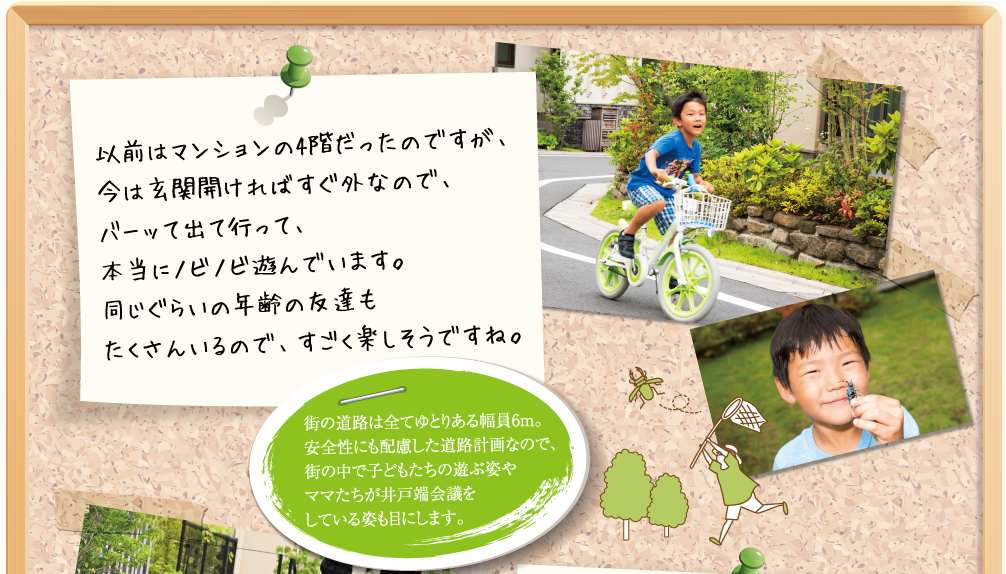 以前はマンションの4階だったのですが、
今は玄関開ければすぐ外なので、
バーッて出て行って、
本当にノビノビ遊んでいます。
同じぐらいの年齢の友達も
たくさんいるので、すごく楽しそうですね。
街の道路は全てゆとりある幅員6m。
安全性にも配慮した道路計画なので、
街の中で子どもたちの遊ぶ姿や
ママたちが井戸端会議を
している姿も目にします。